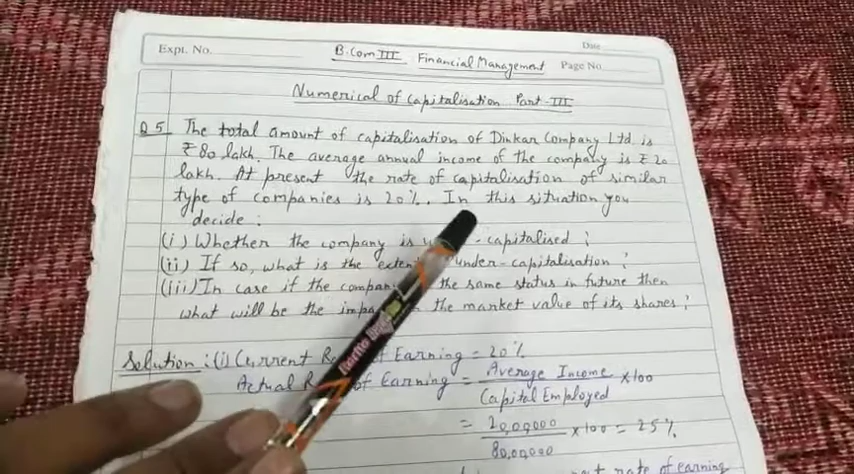 Expt. No.
Date
B.Com III Financial Management
Page No.
Numerical of Capitalisation Part-III
Q 5 The total amount of capitalisation of Dinkar Company Ltd. is
₹80 lakh. The average annual income of the company is ₹ 20
lakh. At present the rate of capitalisation of similar
type of companies is 20%. In this situation you
decide :
(i) Whether the company is -capitalised ;
(ii) If so, what is the extent under-capitalisation ;
(iii) In case if the the same status in future then
what will be the the market value of its shares ;
Solution : (i) Current Earning = 20%
Actual of Earning = Average Income × 100
Capital Employed
= 20,00,000 × 100 = 25%
80,00,000
rate of earning